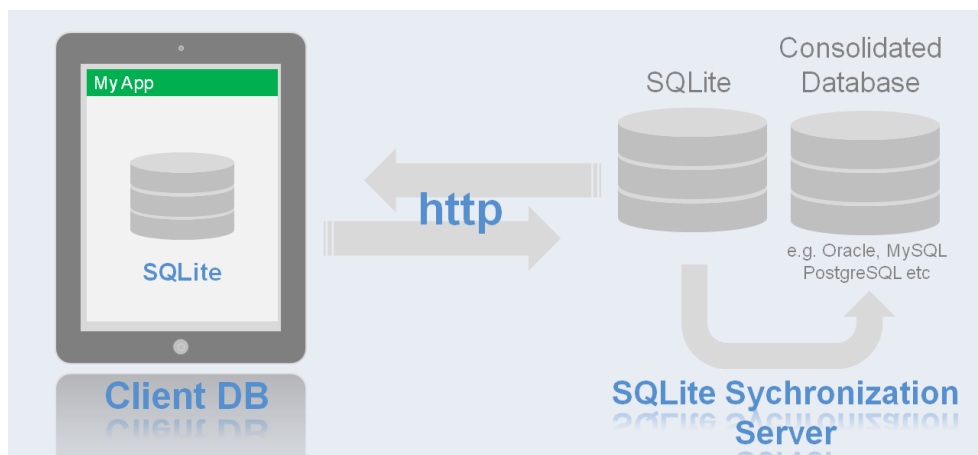 My App
SQLite
Client DB
http
SQLite
Consolidated
Database
e.g. Oracle, MySQL
PostgreSQL etc
SQLite Sychronization
Server